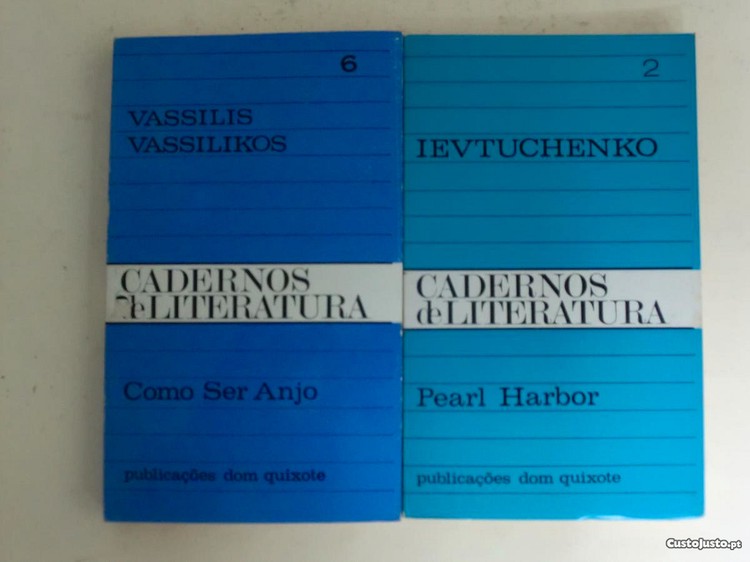 6
VASSILIS
VASSILIKOS
CADERNOS
de LITERATURA
Como Ser Anjo
publicações dom quixote
2
IEVTUCHENKO
CADERNOS
de LITERATURA
Pearl Harbor
publicações dom quixote
CustoJusto.pt